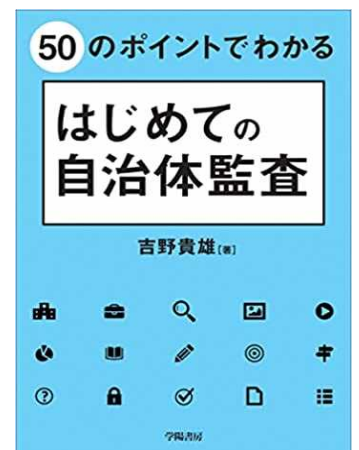 50のポイントでわかる
はじめての
自治体監査
吉野貴雄[著]
学陽書房